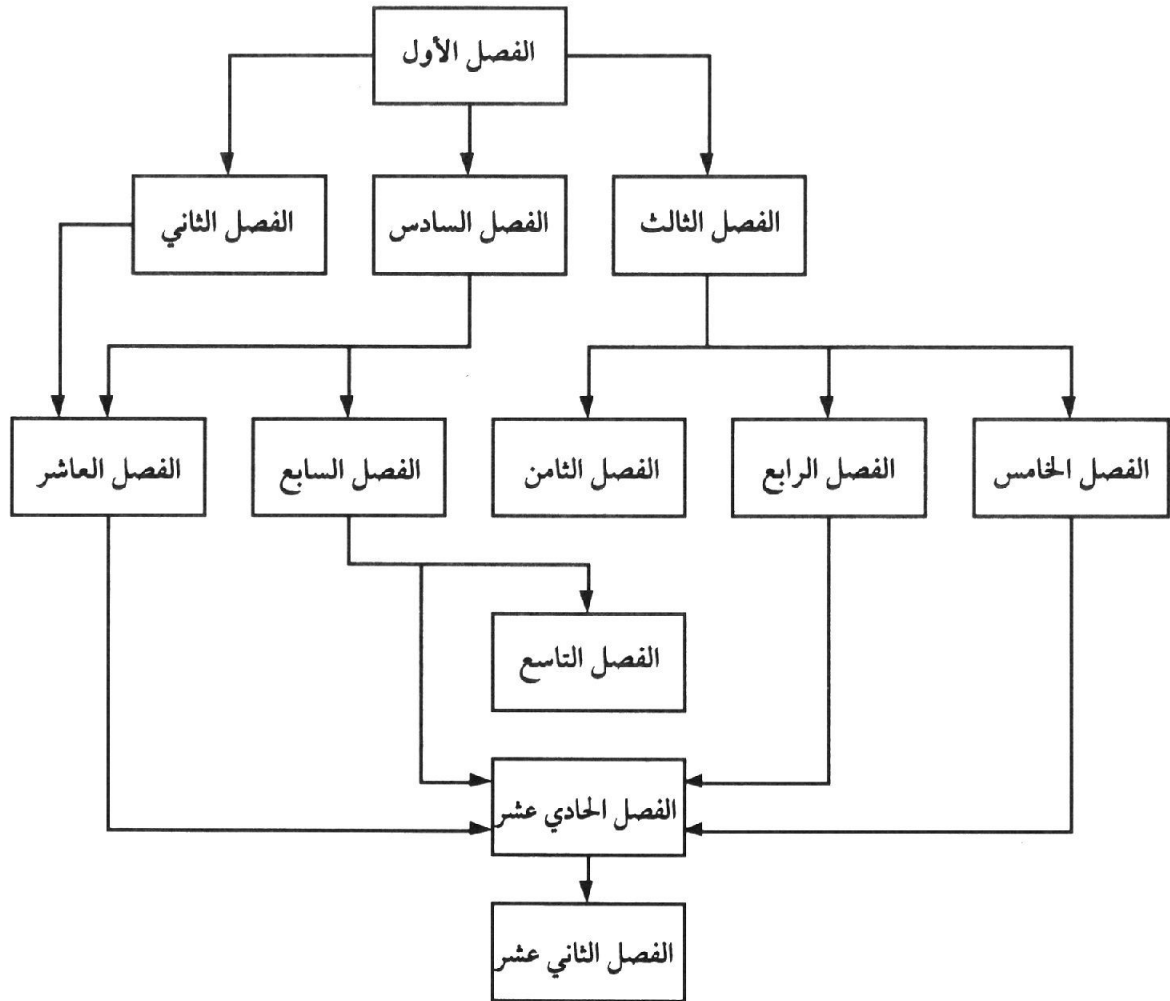 الفصل الأول
الفصل الثالث
الفصل السادس
الفصل الثاني
الفصل الخامس
الفصل الرابع
الفصل الثامن
الفصل السابع
الفصل العاشر
الفصل التاسع
الفصل الحادي عشر
الفصل الثاني عشر